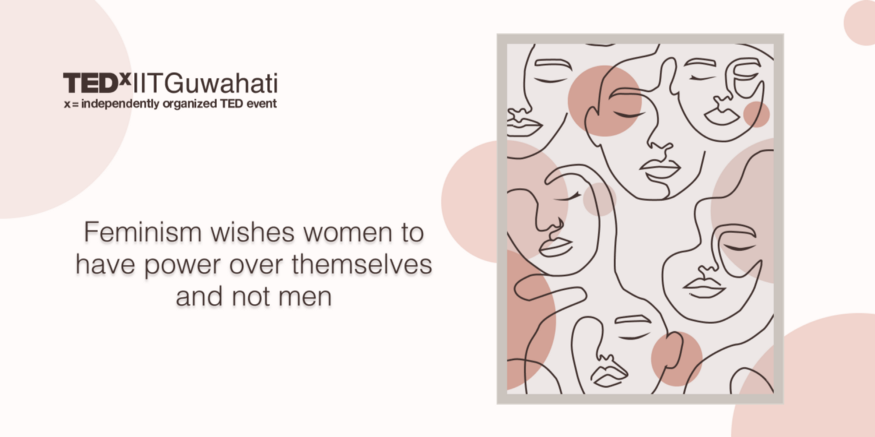 TEDxIITGuwahati
x = independently organized TED event
Feminism wishes women to
have power over themselves
and not men